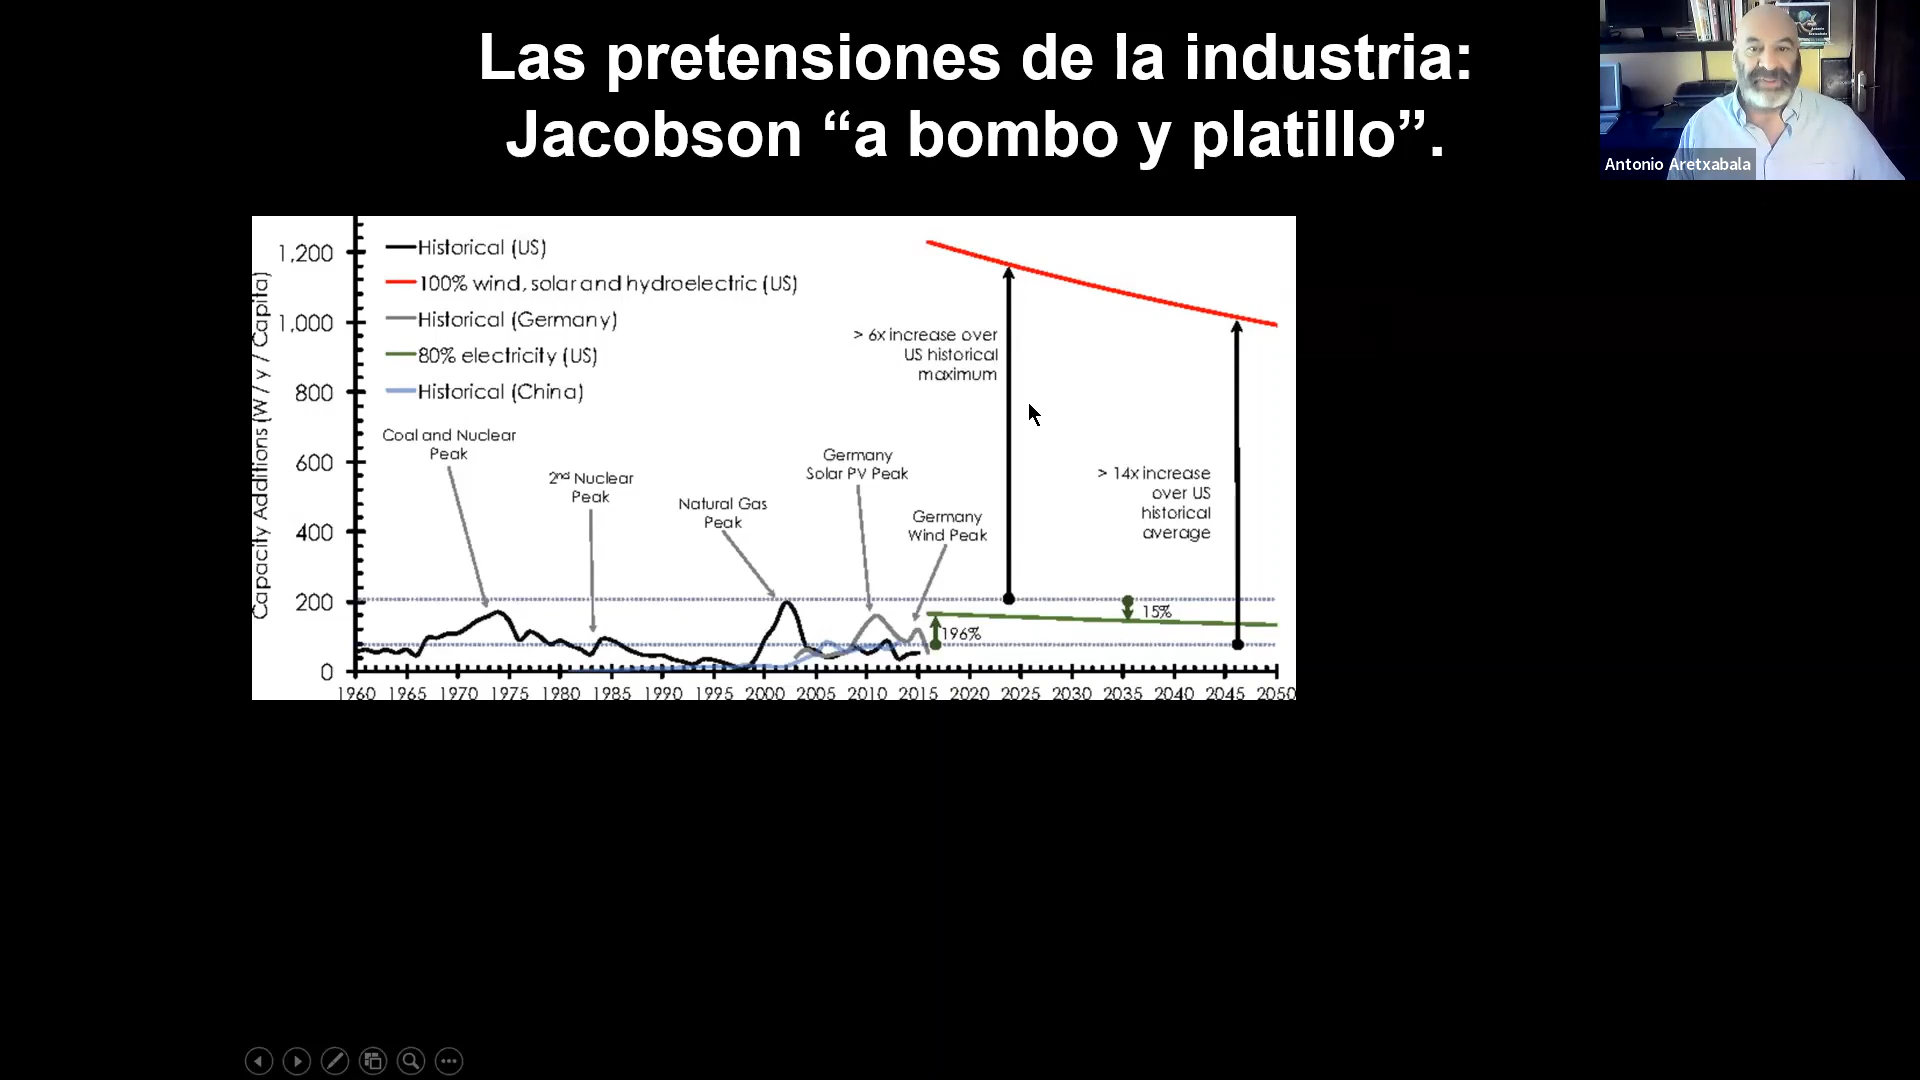 Las pretensiones de la industria:
Jacobson “a bombo y platillo”.
Antonio Aretxabala
Capacity Additions (W / y / Capita)
1,200
1,000
800
600
400
200
0
Historical (US)
100% wind, solar and hydroelectric (US)
Historical (Germany)
80% electricity (US)
Historical (China)
> 6x increase over
US historical
maximum
Coal and Nuclear
Peak
2nd Nuclear
Peak
Natural Gas
Peak
Germany
Solar PV Peak
Germany
Wind Peak
> 14x increase
over US
historical
average
15%
196%
1960 1965 1970 1975 1980 1985 1990 1995 2000 2005 2010 2015 2020 2025 2030 2035 2040 2045 2050